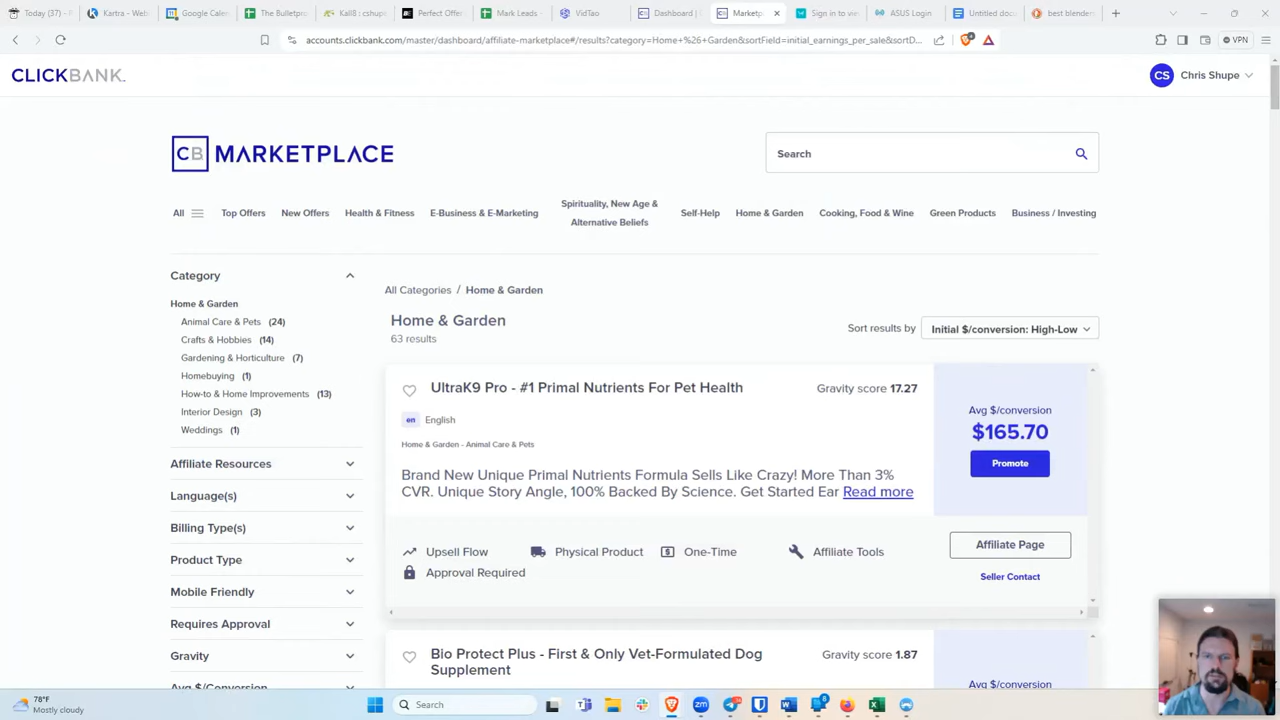 Today (37) - P
Kartra - Webi
Google Calen
The Bulletpro
Kall8 : cshupe
Perfect Offer
Mark Leads -
VidTao
Dashboard |
Marketp
Sign in to vie
ASUS Login
Untitled docu
best blenders
accounts.clickbank.com/master/dashboard/affiliate-marketplace#/results?category=Home+%26+Garden&sortField=initial_earnings_per_sale&sortD...
VPN
CLICKBANK.
CS Chris Shupe
CB MARKETPLACE
Search
All
Top Offers
New Offers
Health & Fitness
E-Business & E-Marketing
Spirituality, New Age &
Alternative Beliefs
Self-Help
Home & Garden
Cooking, Food & Wine
Green Products
Business / Investing
Category
Home & Garden
Animal Care & Pets (24)
Crafts & Hobbies (14)
Gardening & Horticulture (7)
Homebuying (1)
How-to & Home Improvements (13)
Interior Design (3)
Weddings (1)
Affiliate Resources
Language(s)
Billing Type(s)
Product Type
Mobile Friendly
Requires Approval
Gravity
Avg $/Conversion
All Categories / Home & Garden
Home & Garden
63 results
Sort results by Initial $/conversion: High-Low
UltraK9 Pro - #1 Primal Nutrients For Pet Health
Gravity score 17.27
en English
Home & Garden - Animal Care & Pets
Brand New Unique Primal Nutrients Formula Sells Like Crazy! More Than 3%
CVR. Unique Story Angle, 100% Backed By Science. Get Started Ear Read more
Avg $/conversion
$165.70
Promote
Upsell Flow
Physical Product
One-Time
Affiliate Tools
Approval Required
Affiliate Page
Seller Contact
Bio Protect Plus - First & Only Vet-Formulated Dog
Supplement
Gravity score 1.87
Avg $/conversion
78°F
Mostly cloudy
Search